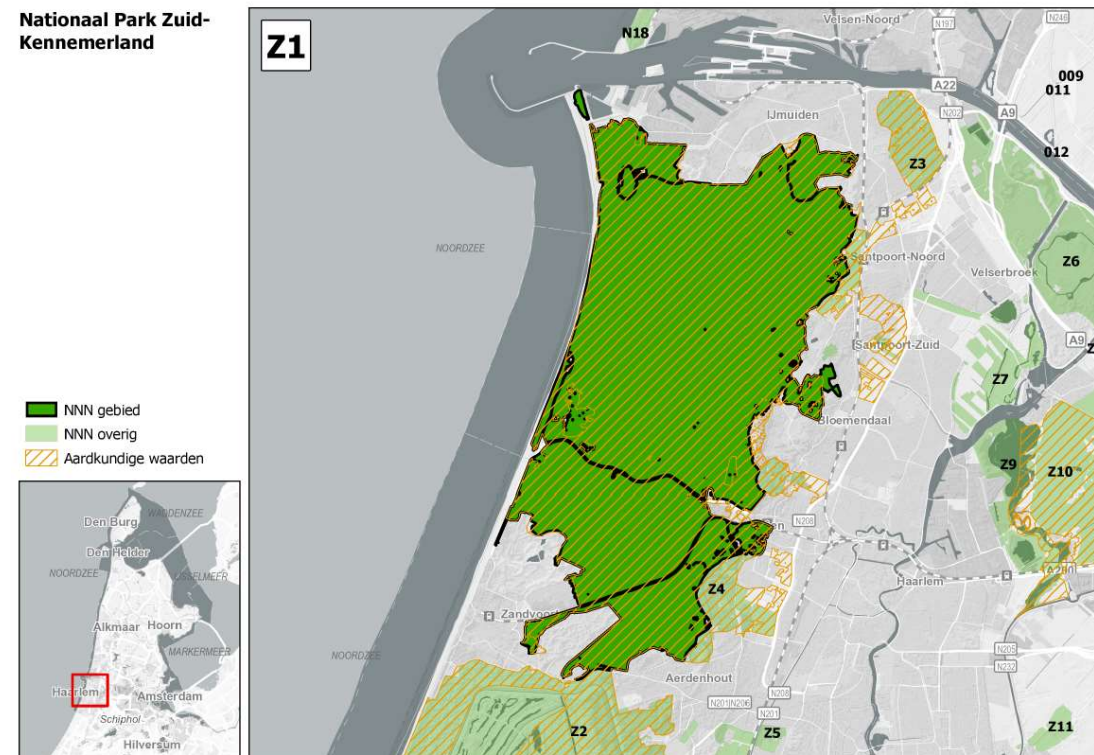 Nationaal Park Zuid-
Kennemerland
Z1
N18
Velsen-Noord
N197
N246
009
011
A22
A9
N202
IJmuiden
012
Z3
NOORDZEE
Santpoort-Noord
Velserbroek
Z6
A9
Santpoort-Zuid
Z7
Bloemendaal
Z9
Z10
N208
Haarlem
Z4
Zandvoort
NOORDZEE
Aerdenhout
N205
N232
N208
N201|N206
N201
Z2
Z5
Z11
NNN gebied
NNN overig
Aardkundige waarden
Den Burg
WADDENZEE
Den Helder
NOORDZEE
IJSSELMEER
Alkmaar
Hoorn
MARKERMEER
Haarlem
Amsterdam
Schiphol
Hilversum